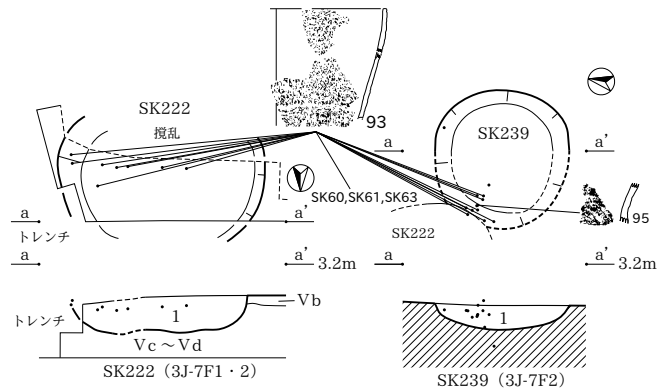 93
SK222
撹乱
SK239
a
a'
SK60,SK61,SK63
a
a'
SK222
95
トレンチ
a
a'
3.2m
a
a'
3.2m
トレンチ
1
Vb
Vc～Vd
1
SK222（3J-7F1・2）
SK239（3J-7F2）